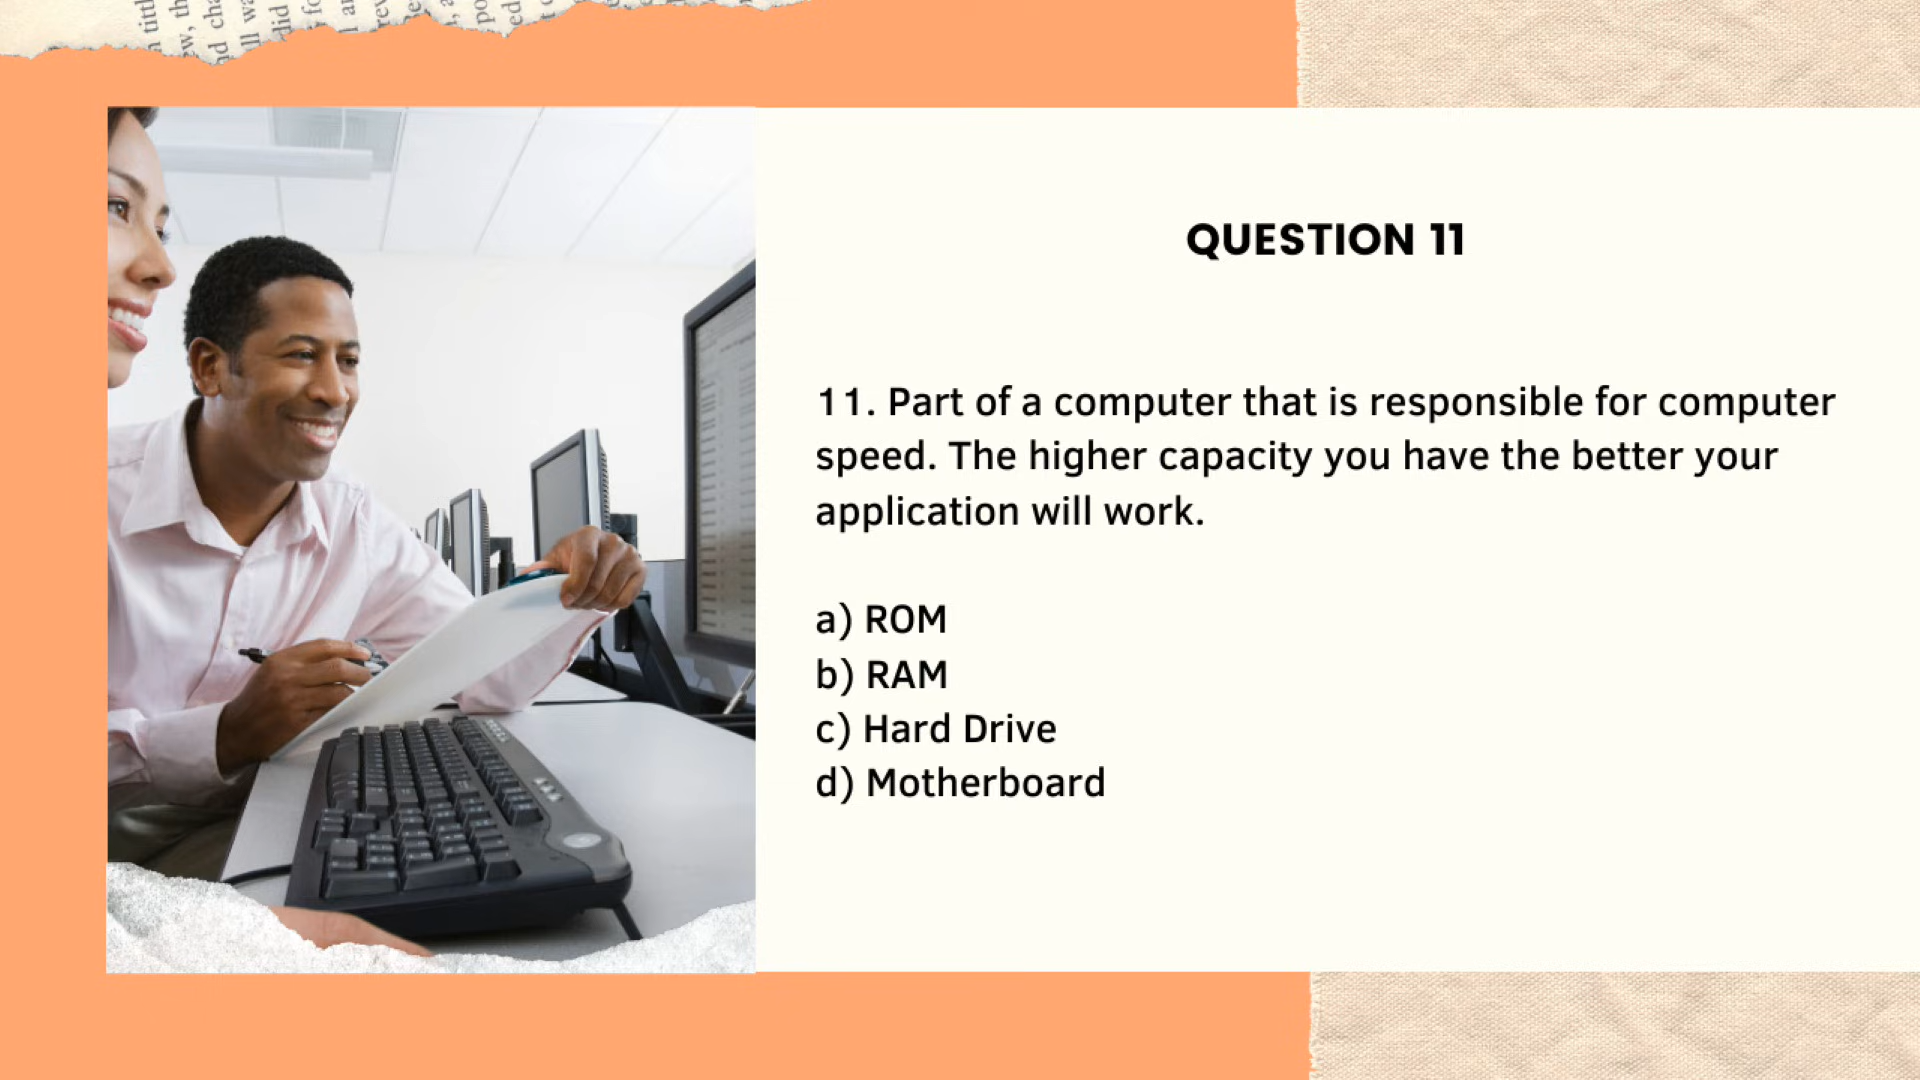 QUESTION 11
11. Part of a computer that is responsible for computer
speed. The higher capacity you have the better your
application will work.
a) ROM
b) RAM
c) Hard Drive
d) Motherboard